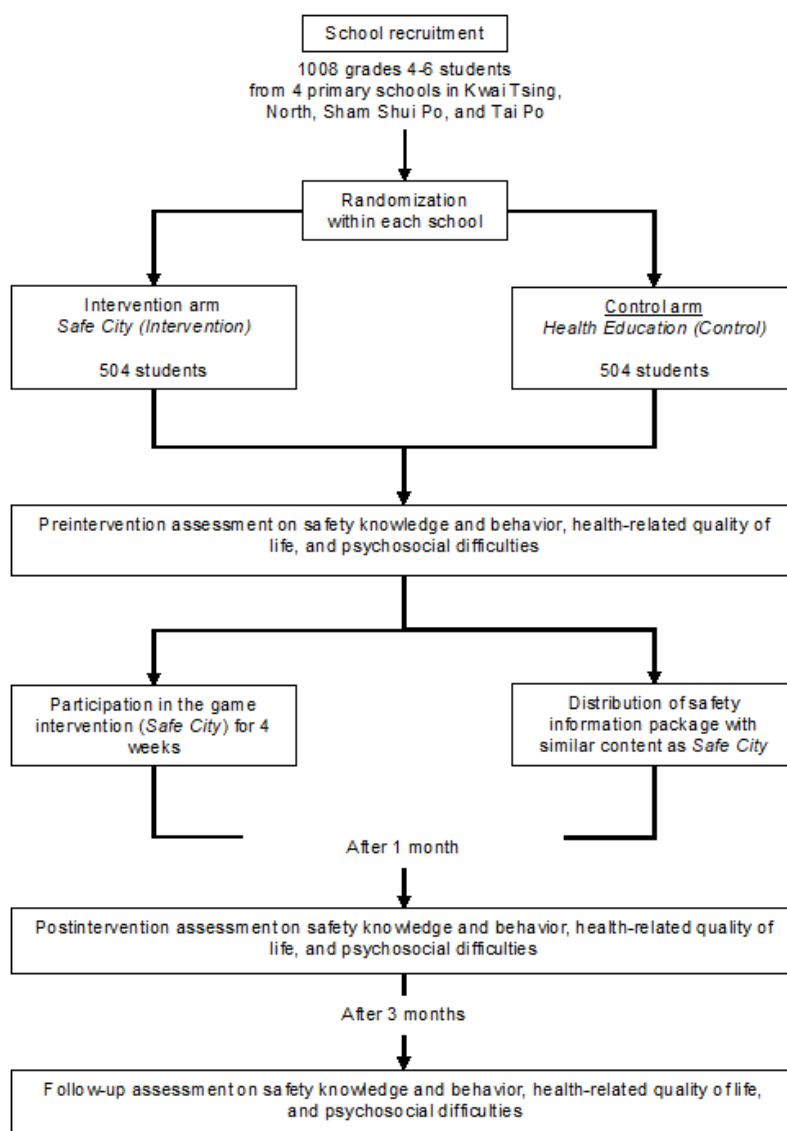 School recruitment
1008 grades 4-6 students
from 4 primary schools in Kwai Tsing,
North, Sham Shui Po, and Tai Po
Randomization
within each school
Intervention arm
Safe City (Intervention)
504 students
Control arm
Health Education (Control)
504 students
Preintervention assessment on safety knowledge and behavior, health-related quality of
life, and psychosocial difficulties
Participation in the game
intervention (Safe City) for 4
weeks
Distribution of safety
information package with
similar content as Safe City
After 1 month
Postintervention assessment on safety knowledge and behavior, health-related quality of
life, and psychosocial difficulties
After 3 months
Follow-up assessment on safety knowledge and behavior, health-related quality of life,
and psychosocial difficulties